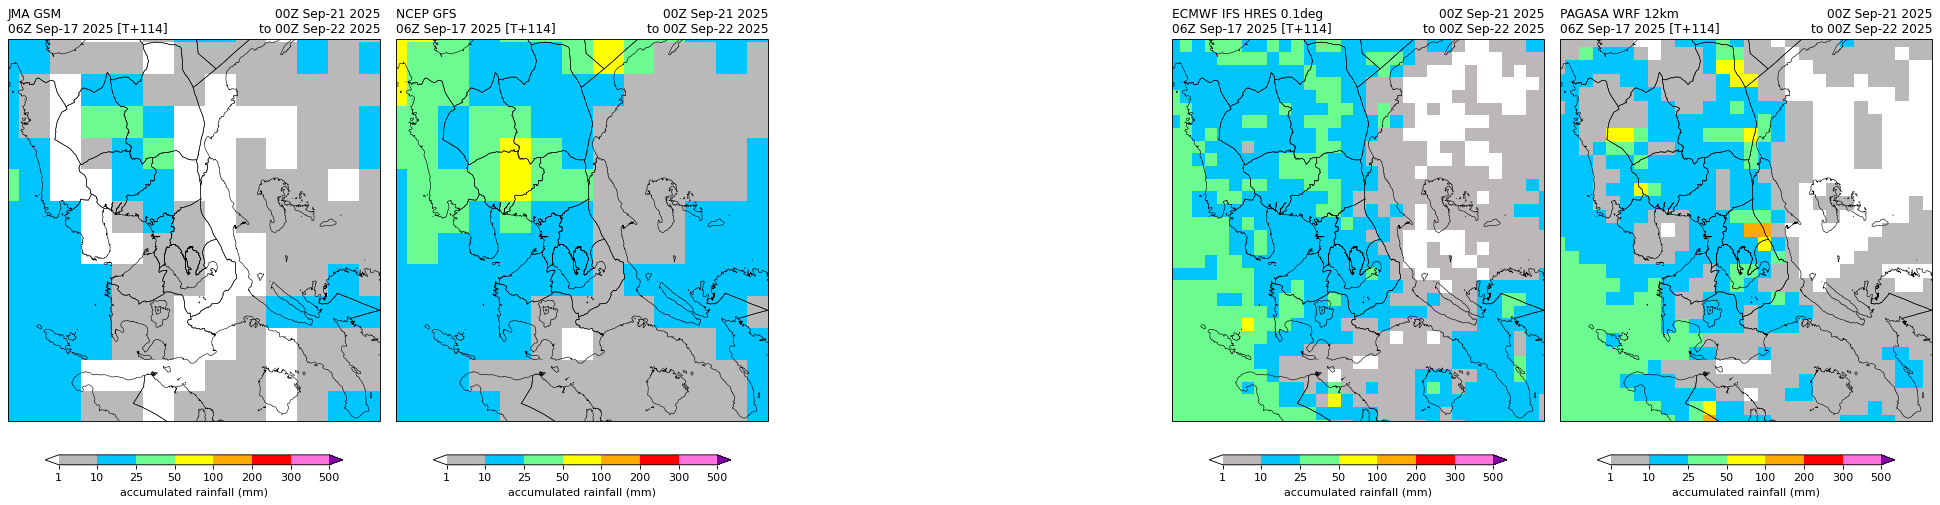 JMA GSM 00Z Sep-21 2025
06Z Sep-17 2025 [T+114] to 00Z Sep-22 2025
1 10 25 50 100 200 300 500
accumulated rainfall (mm)
NCEP GFS 00Z Sep-21 2025
06Z Sep-17 2025 [T+114] to 00Z Sep-22 2025
1 10 25 50 100 200 300 500
accumulated rainfall (mm)
ECMWF IFS HRES 0.1deg 00Z Sep-21 2025
06Z Sep-17 2025 [T+114] to 00Z Sep-22 2025
1 10 25 50 100 200 300 500
accumulated rainfall (mm)
PAGASA WRF 12km 00Z Sep-21 2025
06Z Sep-17 2025 [T+114] to 00Z Sep-22 2025
1 10 25 50 100 200 300 500
accumulated rainfall (mm)